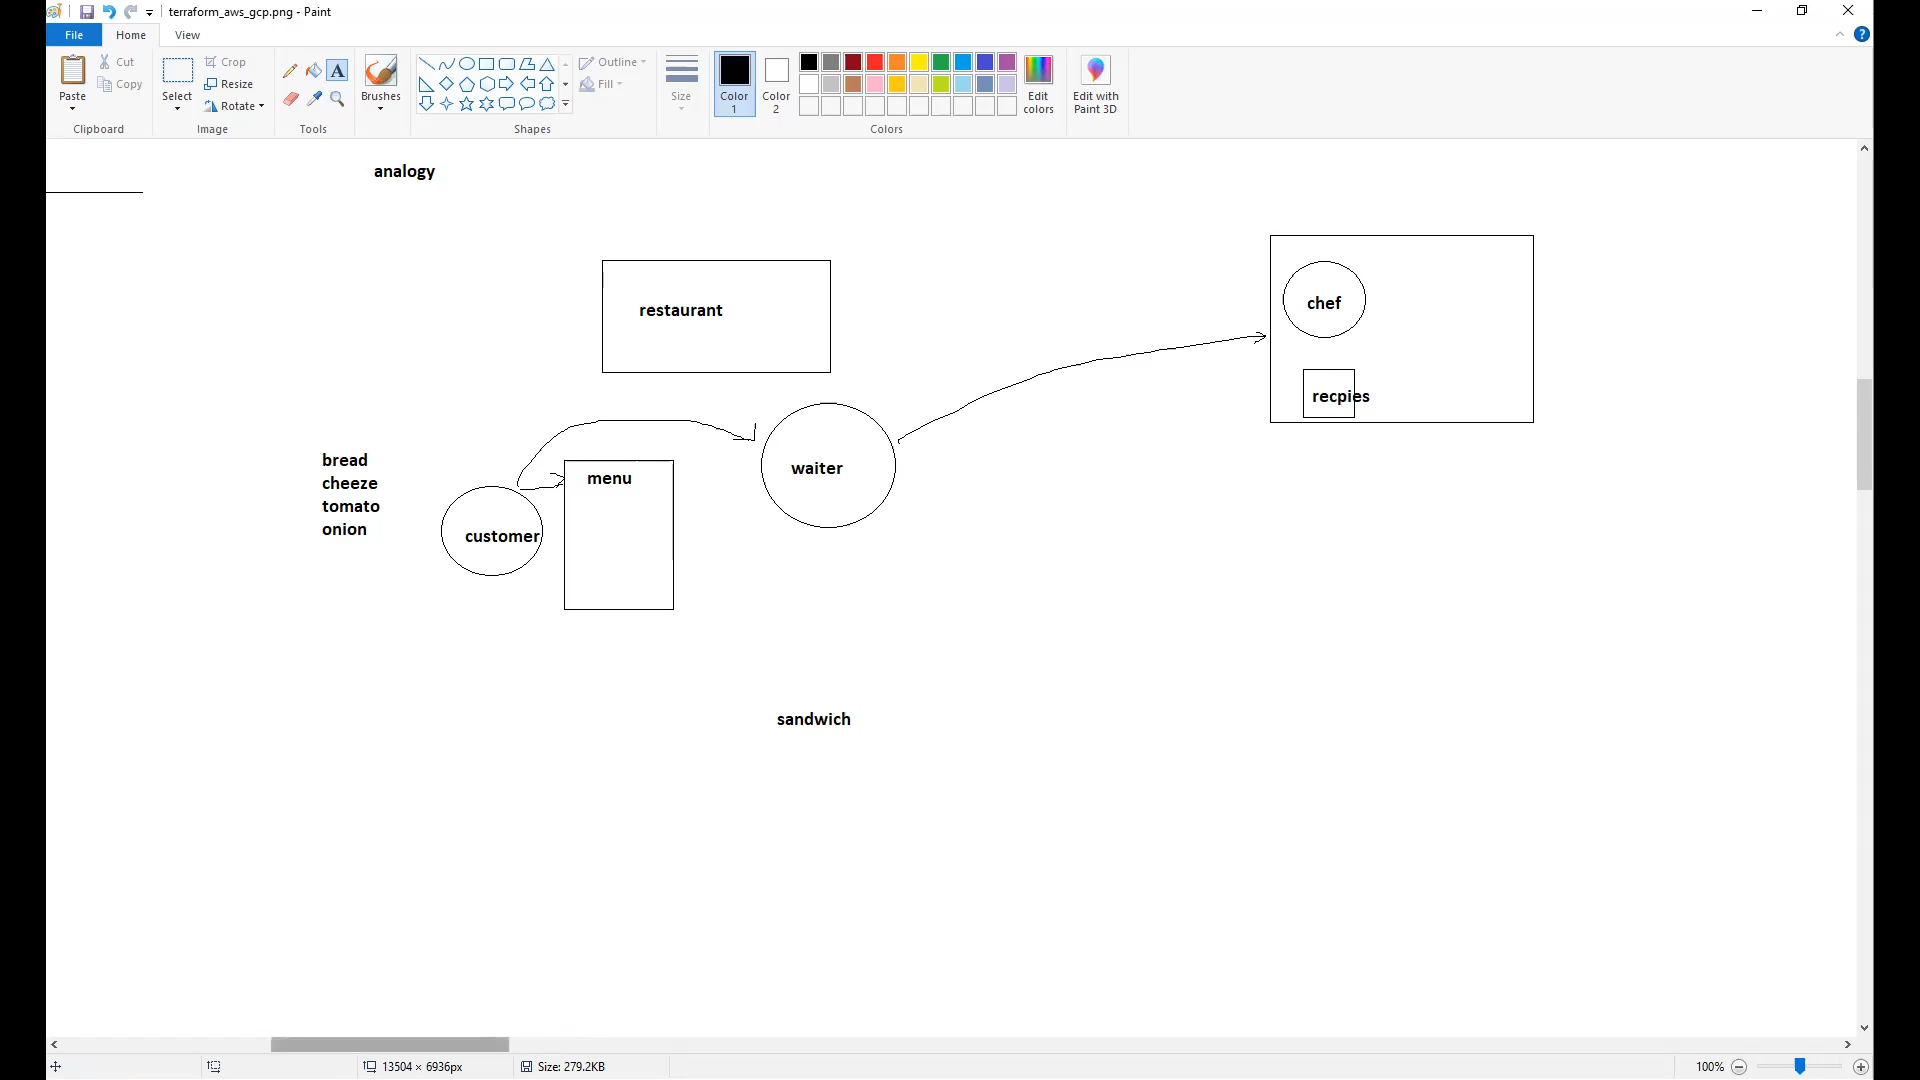 terraform_aws_gcp.png - Paint
File
Home
View
Paste
Cut
Copy
Clipboard
Select
Crop
Resize
Rotate
Image
A
Tools
Brushes
Outline
Fill
Shapes
Size
Color 1
Color 2
Colors
Edit colors
Edit with Paint 3D
analogy
restaurant
chef
recpies
bread
cheeze
tomato
onion
customer
menu
waiter
sandwich
13504 × 6936px
Size: 279.2KB
100%